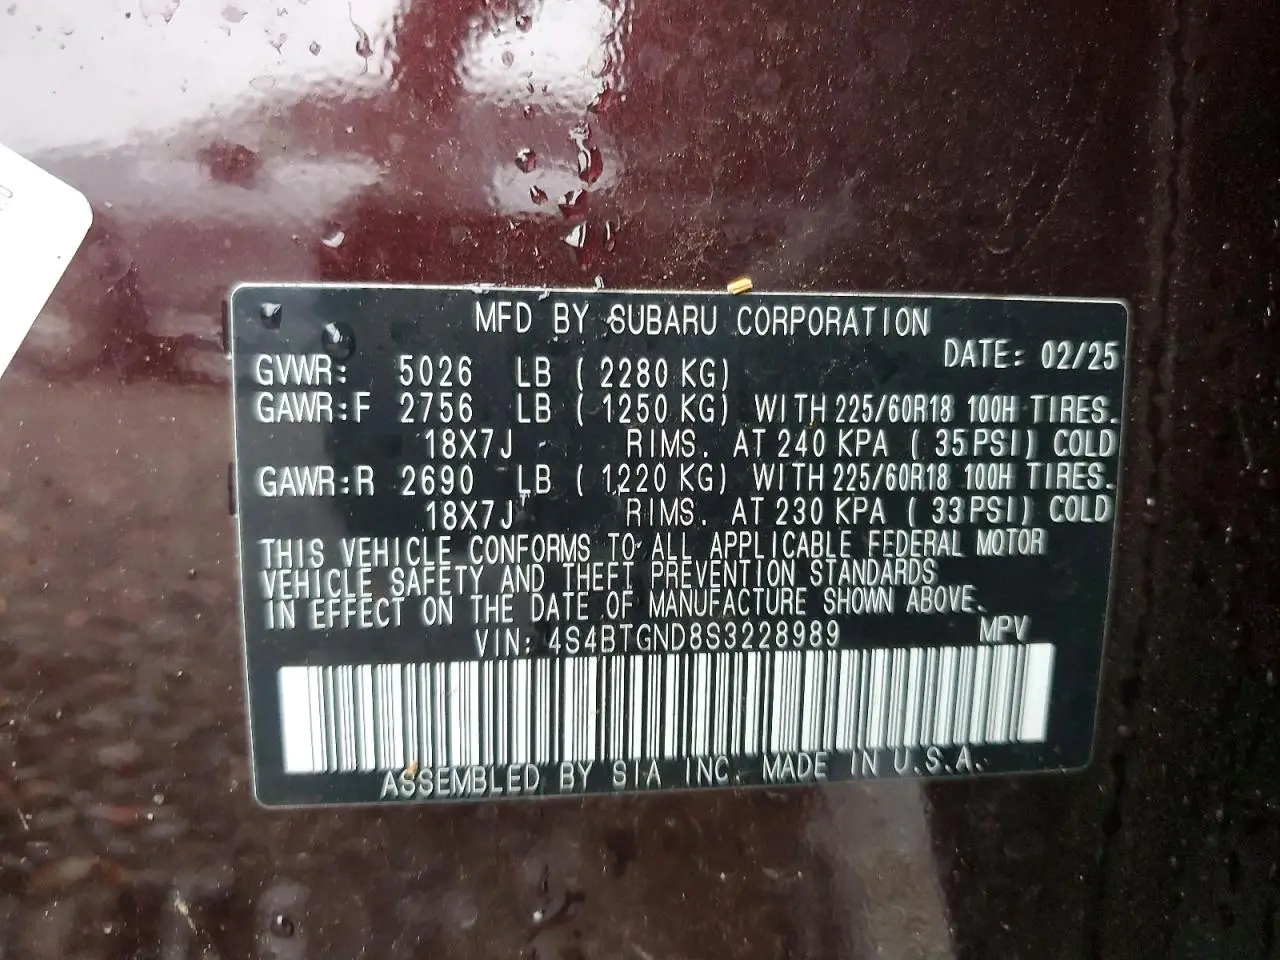 MFD BY SUBARU CORPORATION
DATE: 02/25
GVWR: 5026 LB ( 2280 KG)
GAWR:F 2756 LB ( 1250 KG) WITH 225/60R18 100H TIRES.
18X7J RIMS. AT 240 KPA ( 35 PSI) COLD
GAWR:R 2690 LB ( 1220 KG) WITH 225/60R18 100H TIRES.
18X7J RIMS. AT 230 KPA ( 33 PSI) COLD
THIS VEHICLE CONFORMS TO ALL APPLICABLE FEDERAL MOTOR
VEHICLE SAFETY AND THEFT PREVENTION STANDARDS
IN EFFECT ON THE DATE OF MANUFACTURE SHOWN ABOVE.
VIN: 4S4BTGND8S3228989 MPV
ASSEMBLED BY SIA INC. MADE IN U.S.A.